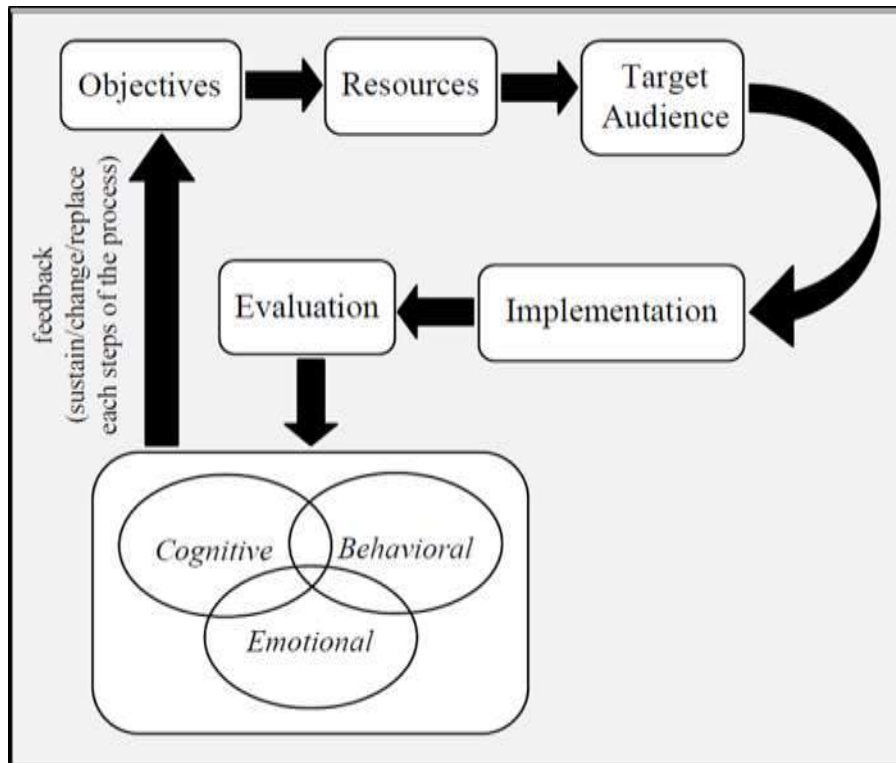 Objectives
Resources
Target
Audience
Implementation
Evaluation
feedback
(sustain/change/replace
each steps of the process)
Cognitive
Behavioral
Emotional